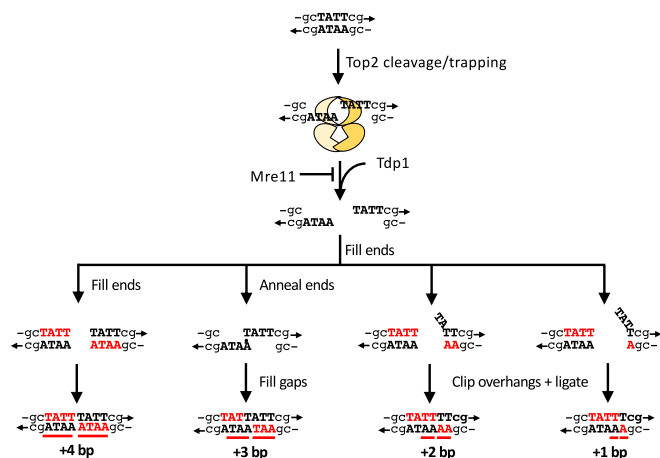 –gcTATTcg
cgATAAgc–
Top2 cleavage/trapping
–gc TATTcg
cgATAA gc–
Tdp1
Mre11
–gc TATTcg
cgATAA gc–
Fill ends
Fill ends
Anneal ends
–gcTATT TATTcg
cgATAA ATAAgc–
–gc TATTcg
cgATAA gc–
–gcTATT TATTcg
cgATAA AAgc–
–gcTATT TATTcg
cgATAA Agc–
Fill gaps
Clip overhangs + ligate
–gcTATTTATTcg
cgATAAATAAgc–
–gcTATATTcg
cgATAATAAgc–
–gcTATTTTcg
cgATAAAAgc–
–gcTATTTcg
cgATAAAgc–
+4 bp
+3 bp
+2 bp
+1 bp